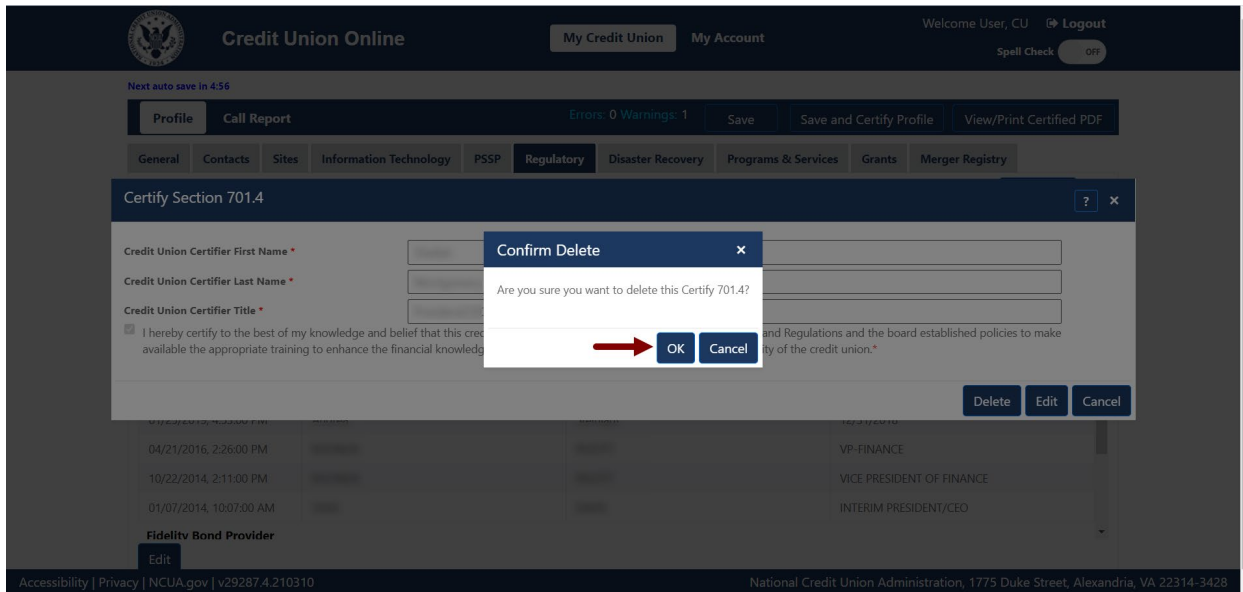 Credit Union Online
My Credit Union
My Account
Welcome User, CU
Logout
Spell Check
OFF
Next auto save in 4:56
Profile
Call Report
Errors: 0 Warnings: 1
Save
Save and Certify Profile
View/Print Certified PDF
General
Contacts
Sites
Information Technology
PSSP
Regulatory
Disaster Recovery
Programs & Services
Grants
Merger Registry
Certify Section 701.4
?
×
Credit Union Certifier First Name *
Credit Union Certifier Last Name *
Credit Union Certifier Title *
Confirm Delete
×
Are you sure you want to delete this Certify 701.4?
OK
Cancel
I hereby certify to the best of my knowledge and belief that this cred
and Regulations and the board established policies to make
available the appropriate training to enhance the financial knowledg
ity of the credit union.*
Delete
Edit
Cancel
04/21/2016, 2:26:00 PM
VP-FINANCE
10/22/2014, 2:11:00 PM
VICE PRESIDENT OF FINANCE
01/07/2014, 10:07:00 AM
INTERIM PRESIDENT/CEO
Fidelity Bond Provider
Edit
Accessibility | Privacy | NCUA.gov | v29287.4.210310
National Credit Union Administration, 1775 Duke Street, Alexandria, VA 22314-3428